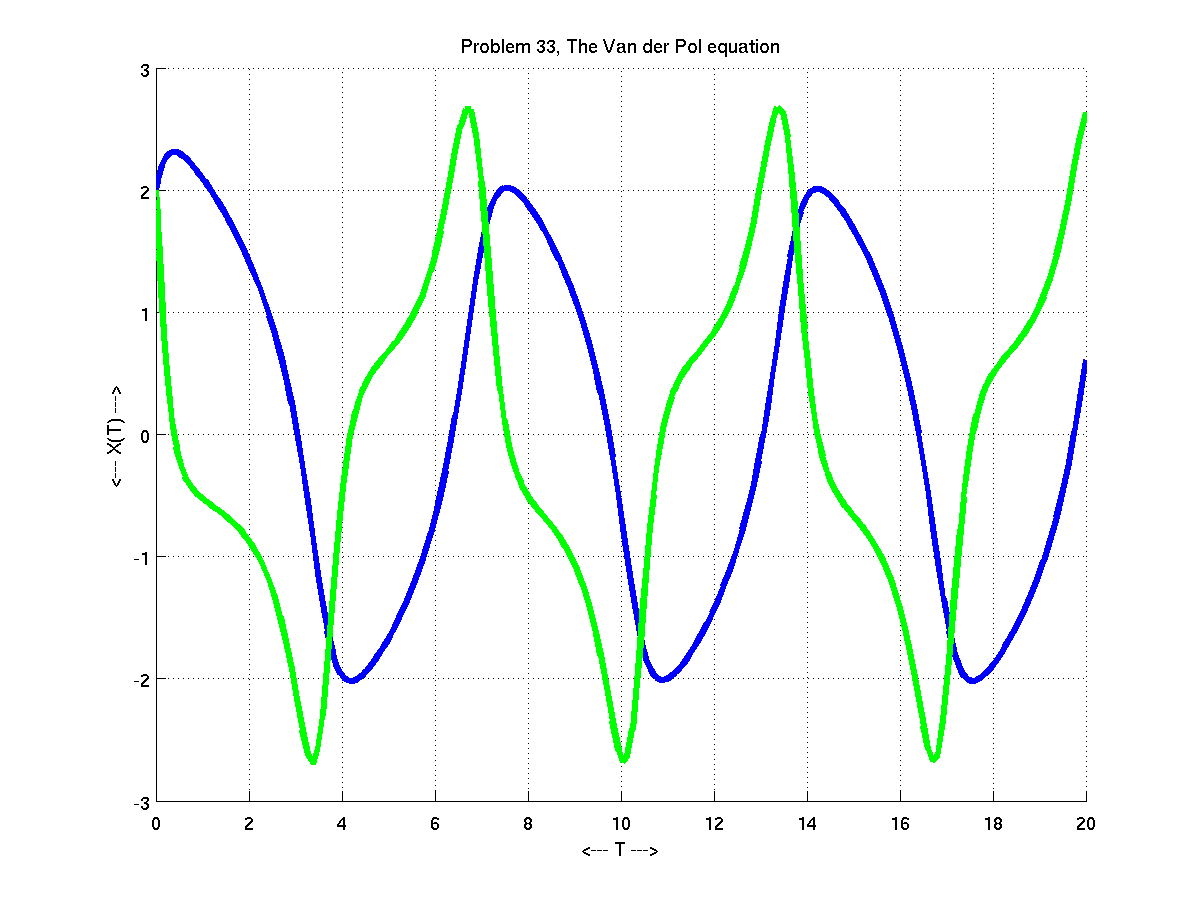 Problem 33, The Van der Pol equation
3
2
1
0
-1
-2
-3
<--- X(T) --->
0 2 4 6 8 10 12 14 16 18 20
<--- T --->